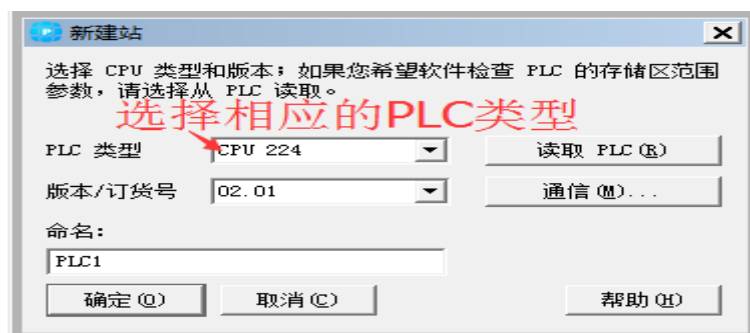 新建站
选择 CPU 类型和版本；如果您希望软件检查 PLC 的存储区范围
参数，请选择从 PLC 读取。
选择相应的PLC类型
PLC 类型 CPU 224 读取 PLC(R)
版本/订货号 02.01 通信(M)...
命名：
PLC1
确定(O) 取消(C) 帮助(H)